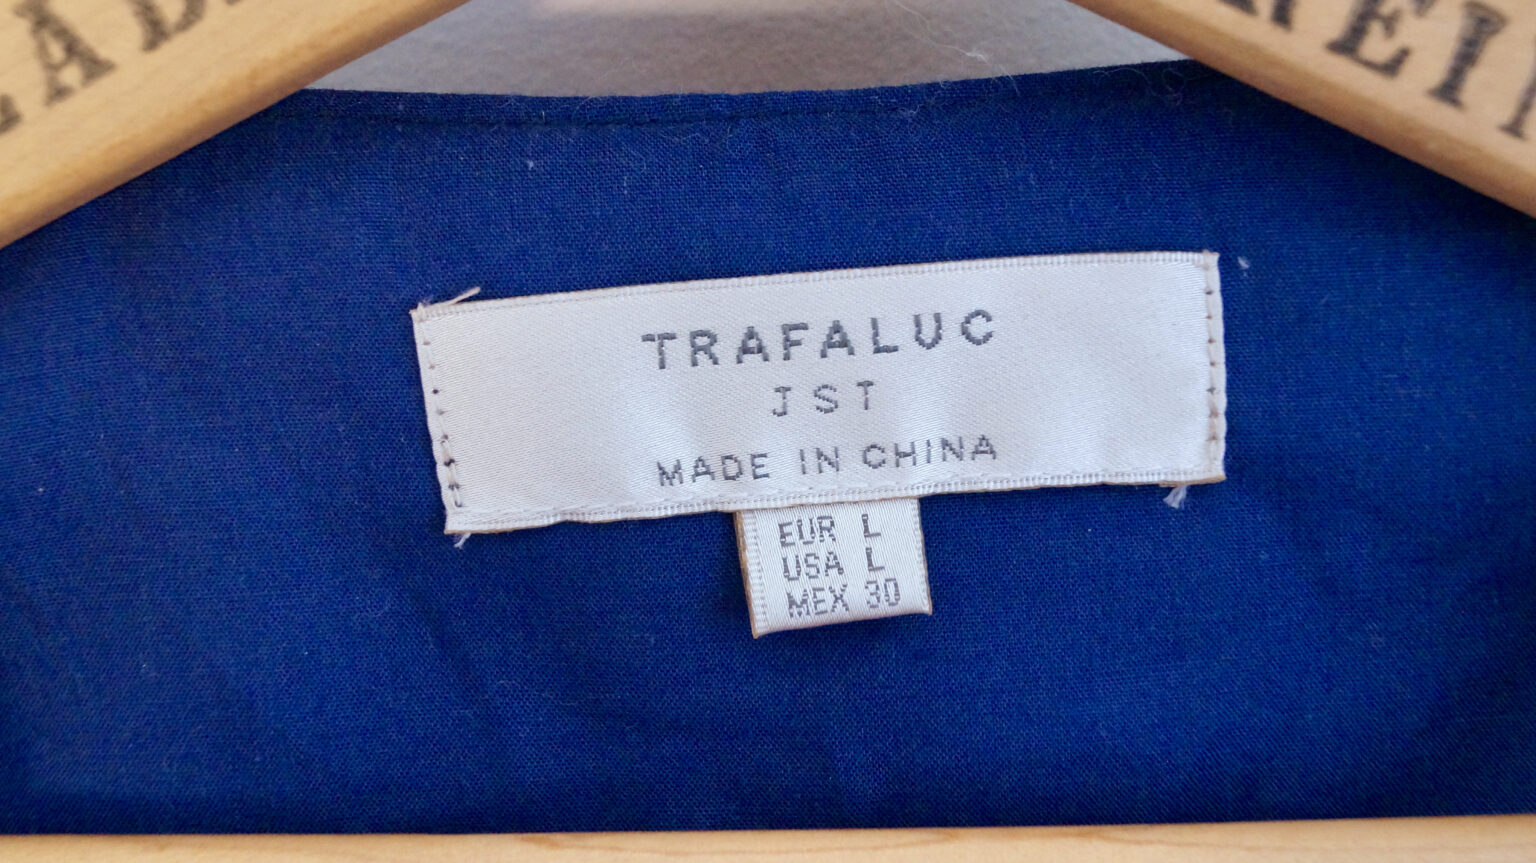 TRAFALUC
JST
MADE IN CHINA
EUR L
USA L
MEX 30